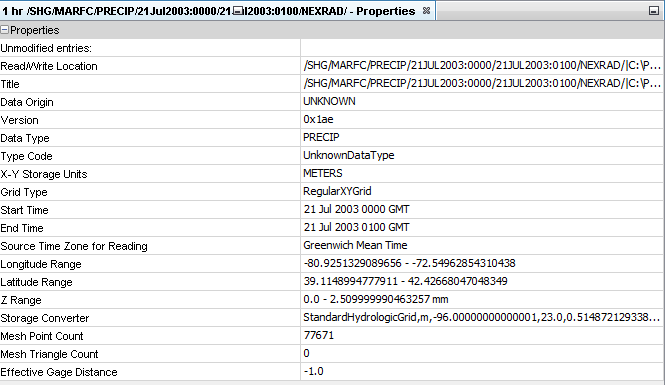 1 hr /SHG/MARFC/PRECIP/21Jul2003:0000/21 l2003:0100/NEXRAD/ - Properties
Properties
Unmodified entries:
Read/Write Location /SHG/MARFC/PRECIP/21JUL2003:0000/21JUL2003:0100/NEXRAD/|C:\P...
Title /SHG/MARFC/PRECIP/21JUL2003:0000/21JUL2003:0100/NEXRAD/|C:\P...
Data Origin UNKNOWN
Version 0x1ae
Data Type PRECIP
Type Code UnknownDataType
X-Y Storage Units METERS
Grid Type RegularXYGrid
Start Time 21 Jul 2003 0000 GMT
End Time 21 Jul 2003 0100 GMT
Source Time Zone for Reading Greenwich Mean Time
Longitude Range -80.9251329089656 - -72.54962854310438
Latitude Range 39.1148994777911 - 42.42668047048349
Z Range 0.0 - 2.509999990463257 mm
Storage Converter StandardHydrologicGrid,m,-96.00000000000001,23.0,0.514872129338...
Mesh Point Count 77671
Mesh Triangle Count 0
Effective Gage Distance -1.0